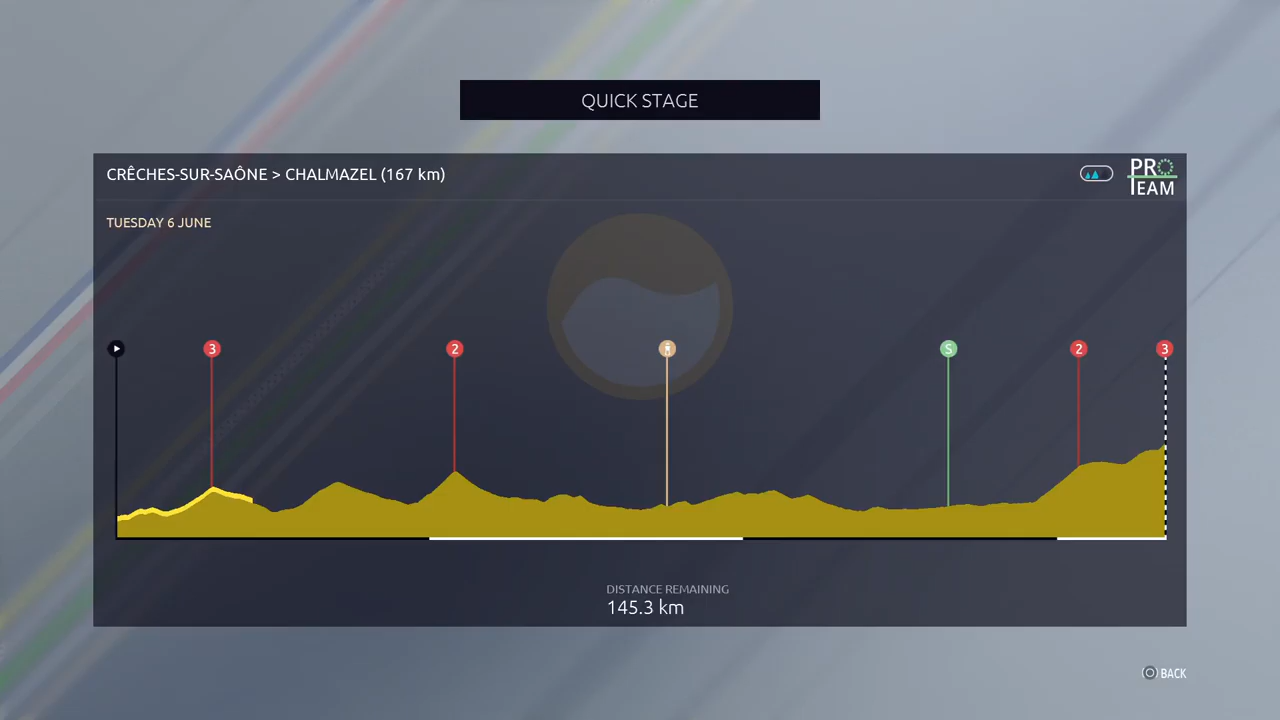 QUICK STAGE
CRÊCHES-SUR-SAÔNE > CHALMAZEL (167 km)
PRO
TEAM
TUESDAY 6 JUNE
3
2
S
2
3
DISTANCE REMAINING
145.3 km
BACK